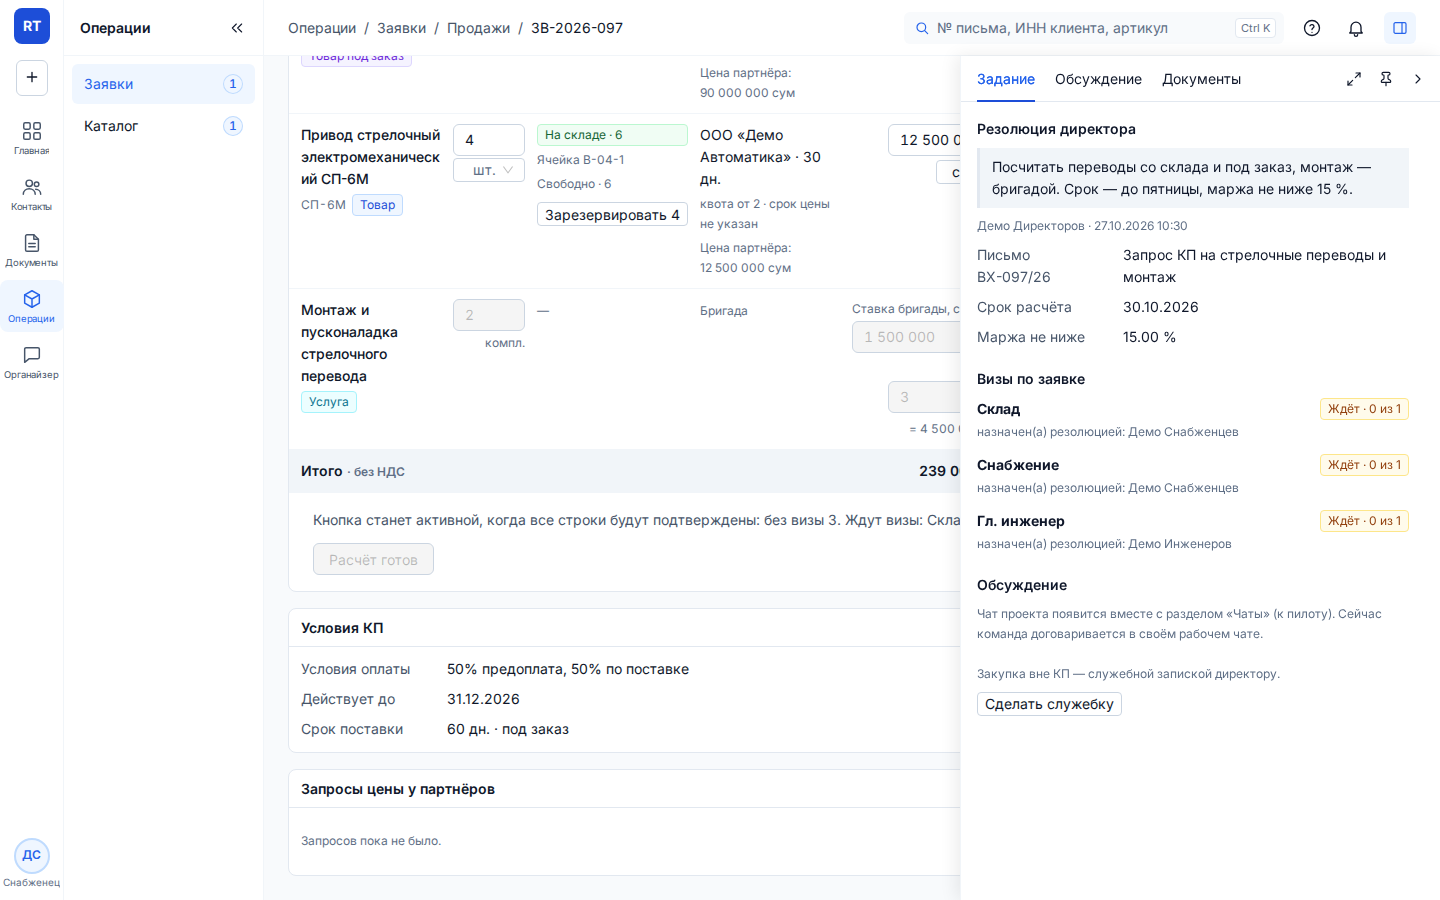 RT
Операции
Операции / Заявки / Продажи / ЗВ-2026-097
№ письма, ИНН клиента, артикул
Ctrl K
Главная
Контакты
Документы
Операции
Органайзер
ДС
Снабженец
Заявки 1
Каталог 1
Товар под заказ
Цена партнёра:
90 000 000 сум
Привод стрелочный
электромеханическ
ий СП-6М
СП-6М Товар
4
шт.
На складе · 6
Ячейка B-04-1
Свободно · 6
Зарезервировать 4
ООО «Демо
Автоматика» · 30
дн.
квота от 2 · срок цены
не указан
Цена партнёра:
12 500 000 сум
12 500 0
с
Монтаж и
пусконаладка
стрелочного
перевода
Услуга
2
компл.
—
Бригада
Ставка бригады, с
1 500 000
3
= 4 500
Итого · без НДС
239 0
Кнопка станет активной, когда все строки будут подтверждены: без визы 3. Ждут визы: Скла
Расчёт готов
Условия КП
Условия оплаты 50% предоплата, 50% по поставке
Действует до 31.12.2026
Срок поставки 60 дн. · под заказ
Запросы цены у партнёров
Запросов пока не было.
Задание Обсуждение Документы
Резолюция директора
Посчитать переводы со склада и под заказ, монтаж —
бригадой. Срок — до пятницы, маржа не ниже 15 %.
Демо Директоров · 27.10.2026 10:30
Письмо
ВХ-097/26
Запрос КП на стрелочные переводы и
монтаж
Срок расчёта 30.10.2026
Маржа не ниже 15.00 %
Визы по заявке
Склад Ждёт · 0 из 1
назначен(а) резолюцией: Демо Снабженцев
Снабжение Ждёт · 0 из 1
назначен(а) резолюцией: Демо Снабженцев
Гл. инженер Ждёт · 0 из 1
назначен(а) резолюцией: Демо Инженеров
Обсуждение
Чат проекта появится вместе с разделом «Чаты» (к пилоту). Сейчас
команда договаривается в своём рабочем чате.
Закупка вне КП — служебной запиской директору.
Сделать служебку